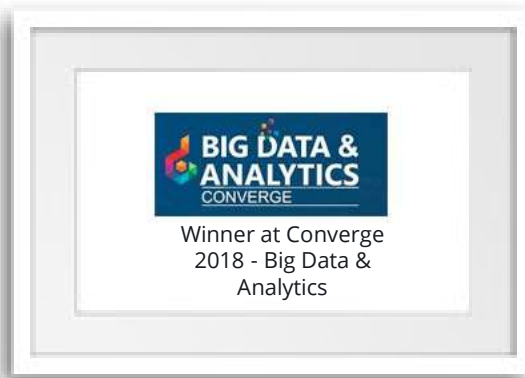 BIG DATA &
ANALYTICS
CONVERGE
Winner at Converge
2018 - Big Data &
Analytics